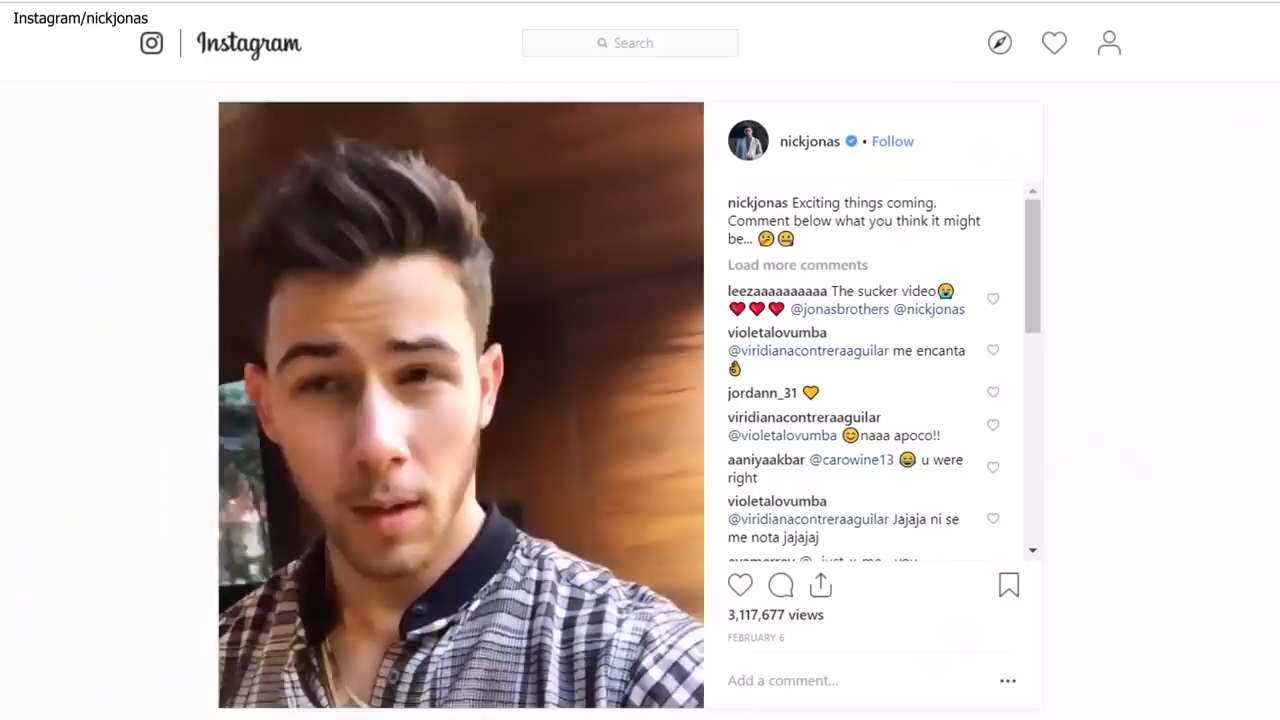 Instagram/nickjonas
Instagram
Search
nickjonas • Follow
nickjonas Exciting things coming.
Comment below what you think it might
be... 😕😬
Load more comments
leezaaaaaaaaaa The sucker video😭
❤️❤️❤️ @jonasbrothers @nickjonas
violetalovumba
@viridianacontreraaguilar me encanta
👌
jordann_31 💛
viridianacontreraaguilar
@violetalovumba 😊naaa apoco!!
aaniyaakbar @carowine13 😂 u were
right
violetalovumba
@viridianacontreraaguilar Jajaja ni se
me nota jajajaj
3,117,677 views
FEBRUARY 6
Add a comment...